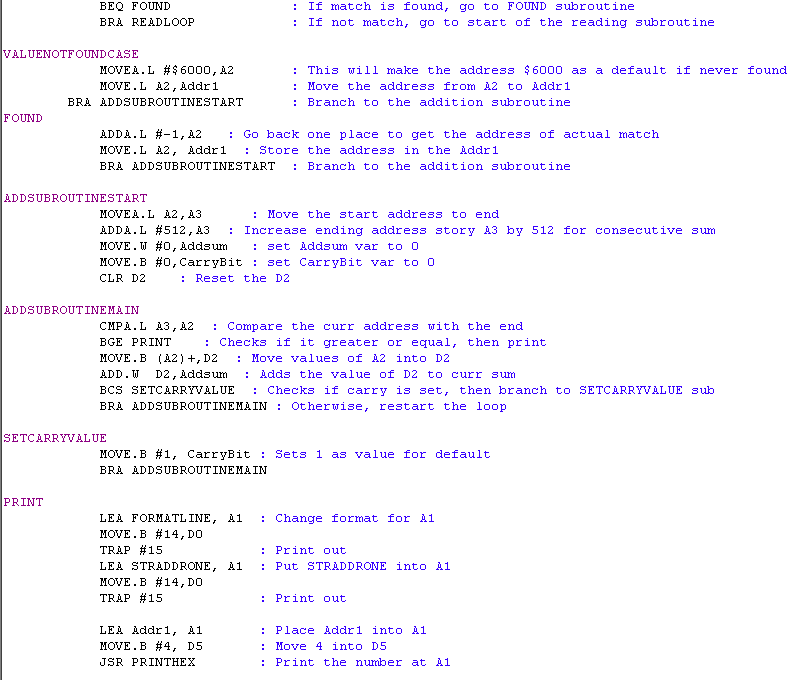 BEQ FOUND : If match is found, go to FOUND subroutine
BRA READLOOP : If not match, go to start of the reading subroutine
VALUENOTFOUNDCASE
MOVEA.L #$6000,A2 : This will make the address $6000 as a default if never found
MOVE.L A2,Addr1 : Move the address from A2 to Addr1
BRA ADDSUBROUTINESTART : Branch to the addition subroutine
FOUND
ADDA.L #-1,A2 : Go back one place to get the address of actual match
MOVE.L A2, Addr1 : Store the address in the Addr1
BRA ADDSUBROUTINESTART : Branch to the addition subroutine
ADDSUBROUTINESTART
MOVEA.L A2,A3 : Move the start address to end
ADDA.L #512,A3 : Increase ending address story A3 by 512 for consecutive sum
MOVE.W #0,Addsum : set Addsum var to 0
MOVE.B #0,CarryBit : set CarryBit var to 0
CLR D2 : Reset the D2
ADDSUBROUTINEMAIN
CMPA.L A3,A2 : Compare the curr address with the end
BGE PRINT : Checks if it greater or equal, then print
MOVE.B (A2)+,D2 : Move values of A2 into D2
ADD.W D2,Addsum : Adds the value of D2 to curr sum
BCS SETCARRYVALUE : Checks if carry is set, then branch to SETCARRYVALUE sub
BRA ADDSUBROUTINEMAIN : Otherwise, restart the loop
SETCARRYVALUE
MOVE.B #1, CarryBit : Sets 1 as value for default
BRA ADDSUBROUTINEMAIN
PRINT
LEA FORMATLINE, A1 : Change format for A1
MOVE.B #14,D0
TRAP #15 : Print out
LEA STRADDRONE, A1 : Put STRADDRONE into A1
MOVE.B #14,D0
TRAP #15 : Print out
LEA Addr1, A1 : Place Addr1 into A1
MOVE.B #4, D5 : Move 4 into D5
JSR PRINTHEX : Print the number at A1